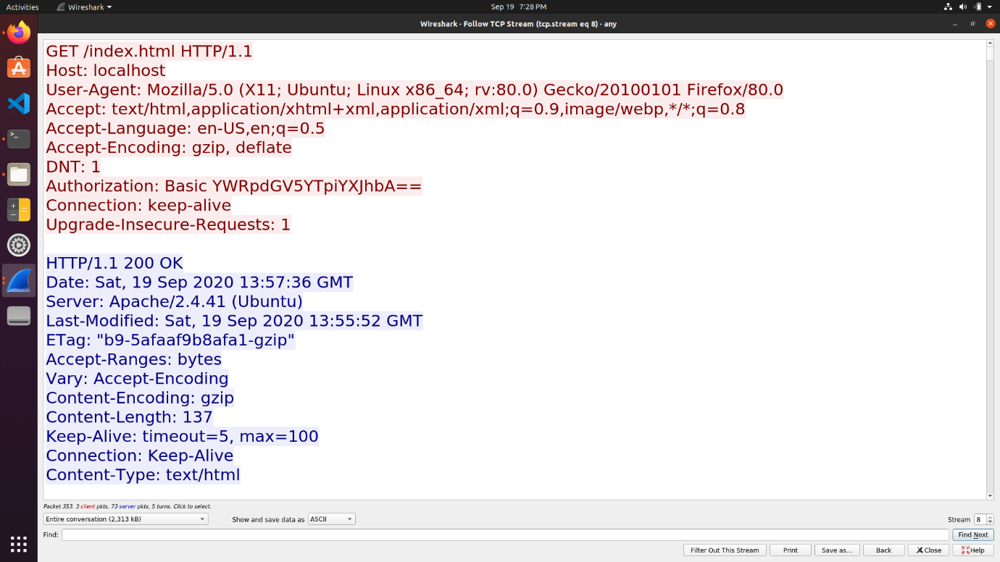 Activities Wireshark Sep 19 7:28 PM
Wireshark · Follow TCP Stream (tcp.stream eq 8) · any
GET /index.html HTTP/1.1
Host: localhost
User-Agent: Mozilla/5.0 (X11; Ubuntu; Linux x86_64; rv:80.0) Gecko/20100101 Firefox/80.0
Accept: text/html,application/xhtml+xml,application/xml;q=0.9,image/webp,*/*;q=0.8
Accept-Language: en-US,en;q=0.5
Accept-Encoding: gzip, deflate
DNT: 1
Authorization: Basic YWRpdGV5YTpiYXJhbA==
Connection: keep-alive
Upgrade-Insecure-Requests: 1
HTTP/1.1 200 OK
Date: Sat, 19 Sep 2020 13:57:36 GMT
Server: Apache/2.4.41 (Ubuntu)
Last-Modified: Sat, 19 Sep 2020 13:55:52 GMT
ETag: "b9-5afaaf9b8afa1-gzip"
Accept-Ranges: bytes
Vary: Accept-Encoding
Content-Encoding: gzip
Content-Length: 137
Keep-Alive: timeout=5, max=100
Connection: Keep-Alive
Content-Type: text/html
Packet 353. 3 client pkts, 73 server pkts, 5 turns. Click to select.
Entire conversation (2,313 kB) Show and save data as ASCII Stream 8
Find: Find Next
Filter Out This Stream Print Save as... Back Close Help